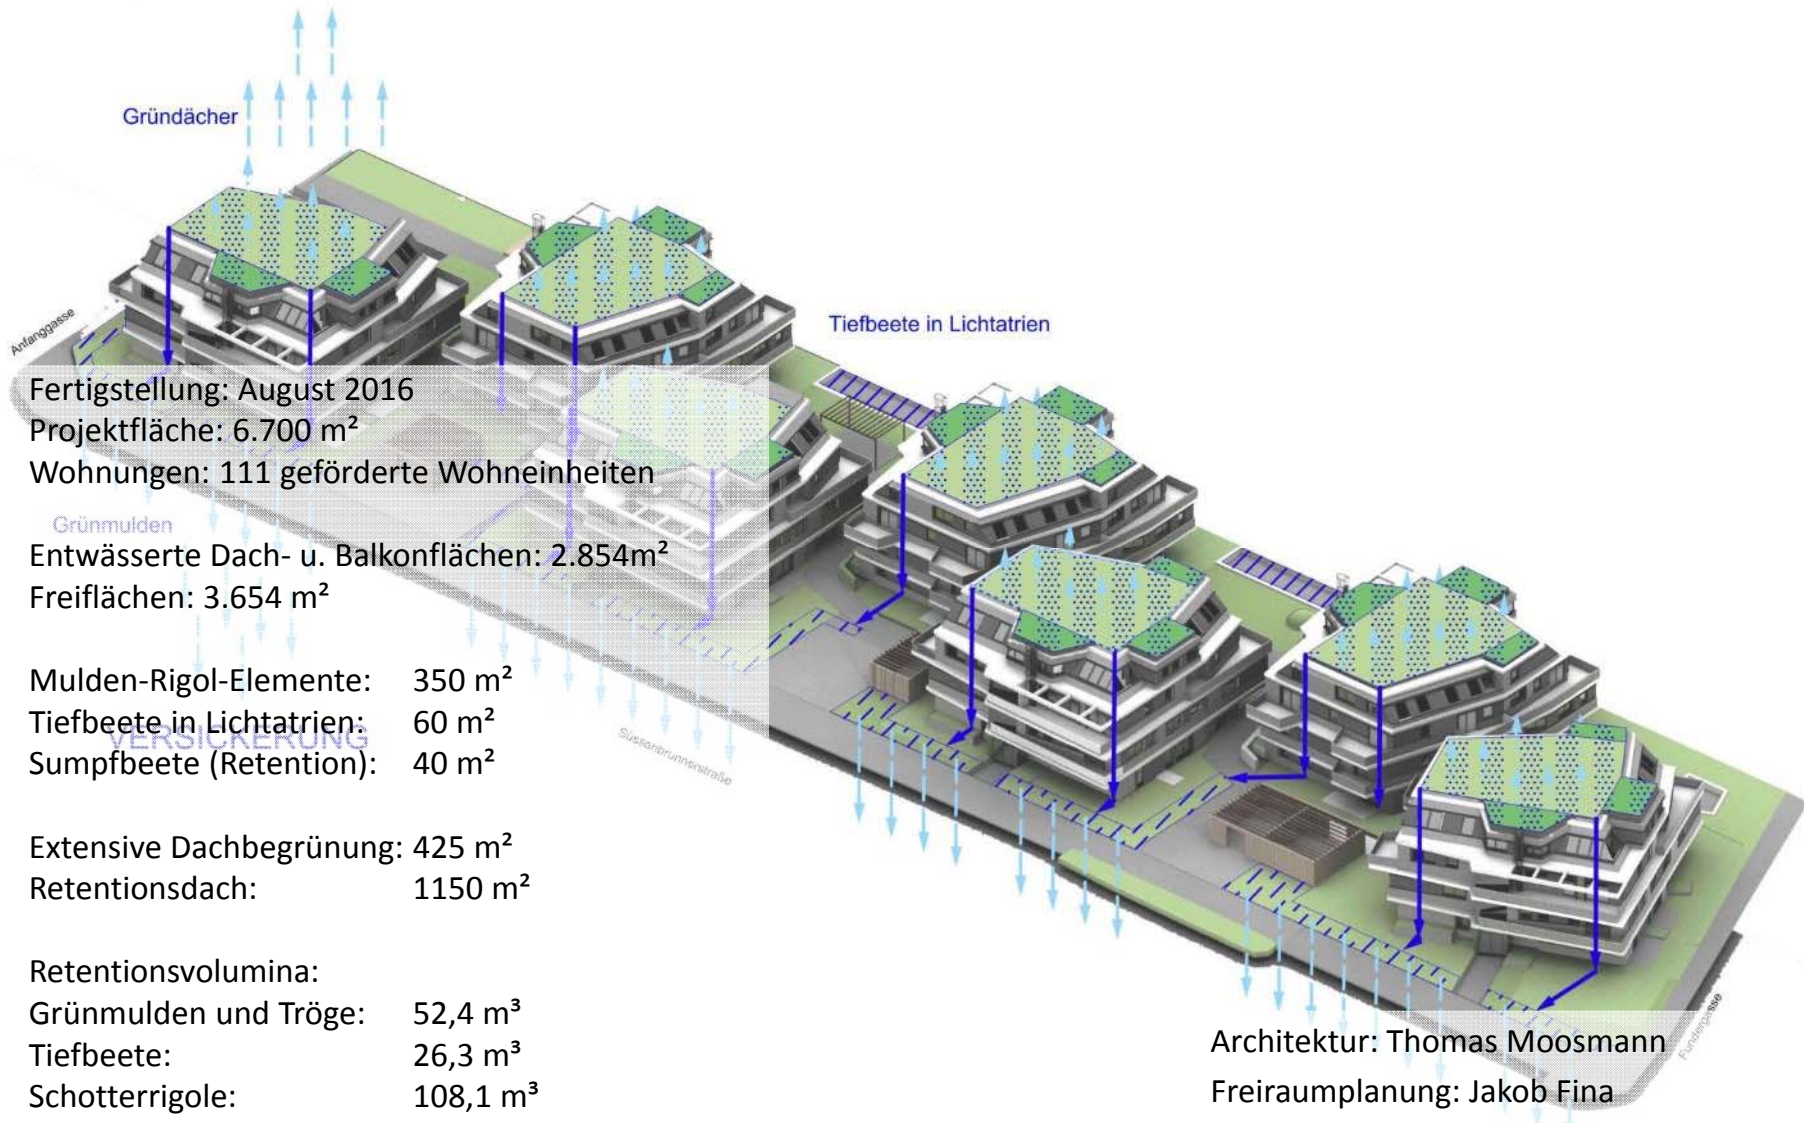 Gründächer
Tiefbeete in Lichtatrien
Anfanggasse
Fertigstellung: August 2016
Projektfläche: 6.700 m²
Wohnungen: 111 geförderte Wohneinheiten
Grünmulden
Entwässerte Dach- u. Balkonflächen: 2.854m²
Freiflächen: 3.654 m²
Mulden-Rigol-Elemente: 350 m²
Tiefbeete in Lichtatrien: 60 m²
VERSICKERUNG
Sumpfbeete (Retention): 40 m²
Süssenbrunnerstraße
Extensive Dachbegrünung: 425 m²
Retentionsdach: 1150 m²
Retentionsvolumina:
Grünmulden und Tröge: 52,4 m³
Tiefbeete: 26,3 m³
Schotterrigole: 108,1 m³
Fundergasse
Architektur: Thomas Moosmann
Freiraumplanung: Jakob Fina